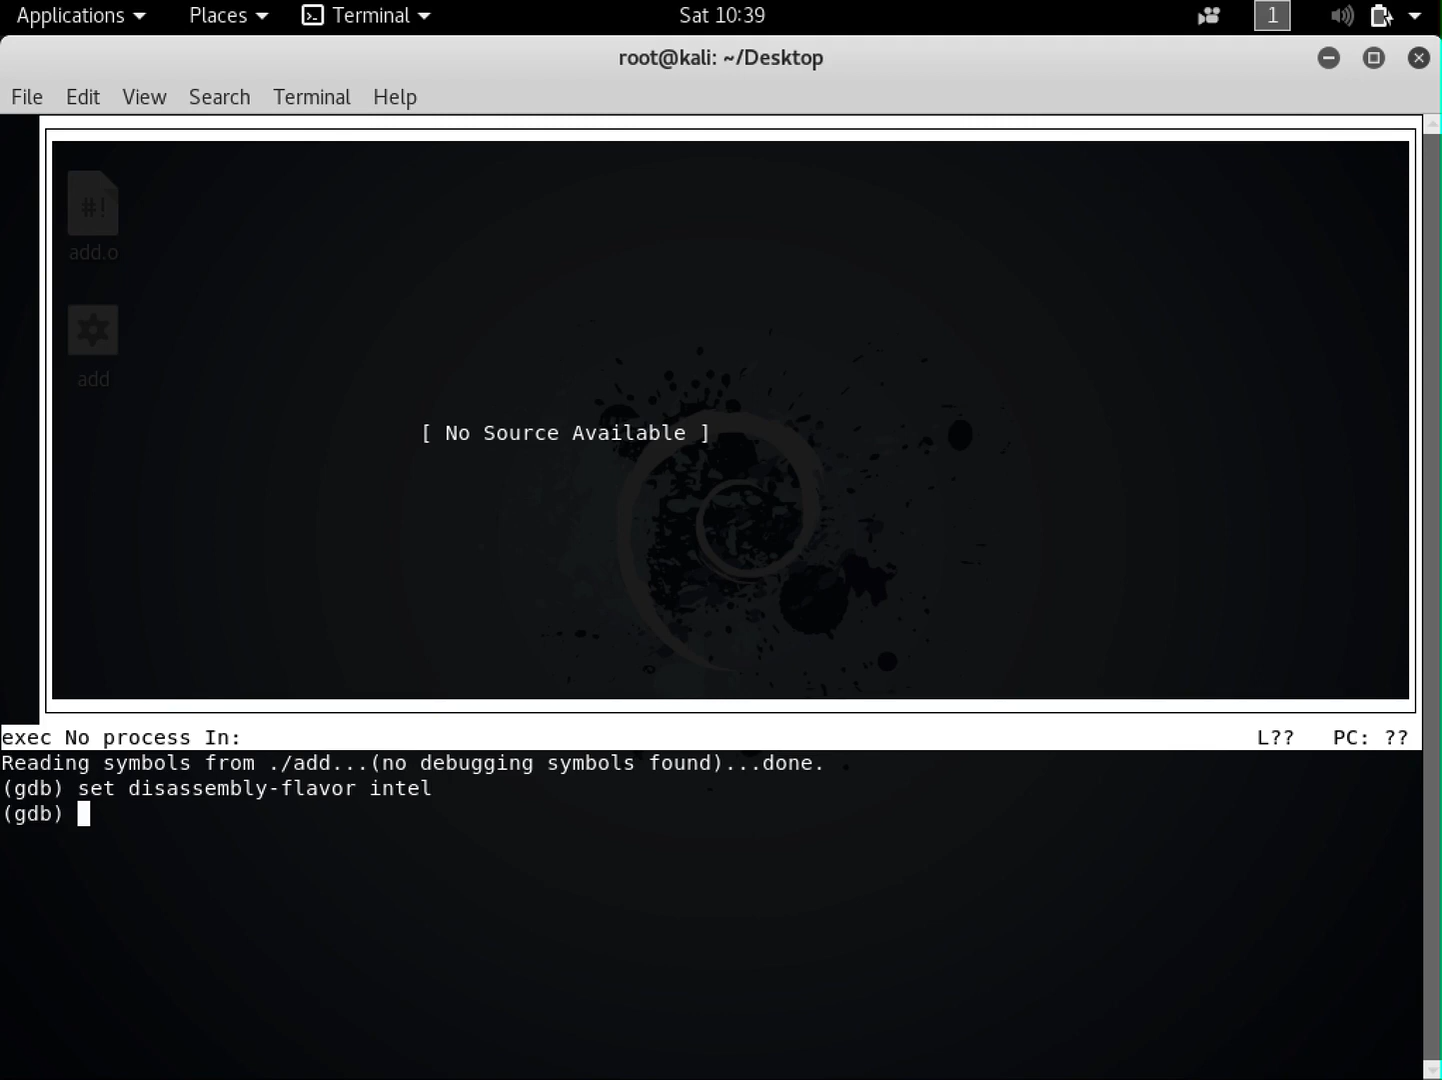 Applications Places Terminal Sat 10:39 1
root@kali: ~/Desktop
File Edit View Search Terminal Help
#!
add.o
add
[ No Source Available ]
exec No process In: L?? PC: ??
Reading symbols from ./add...(no debugging symbols found)...done.
(gdb) set disassembly-flavor intel
(gdb)